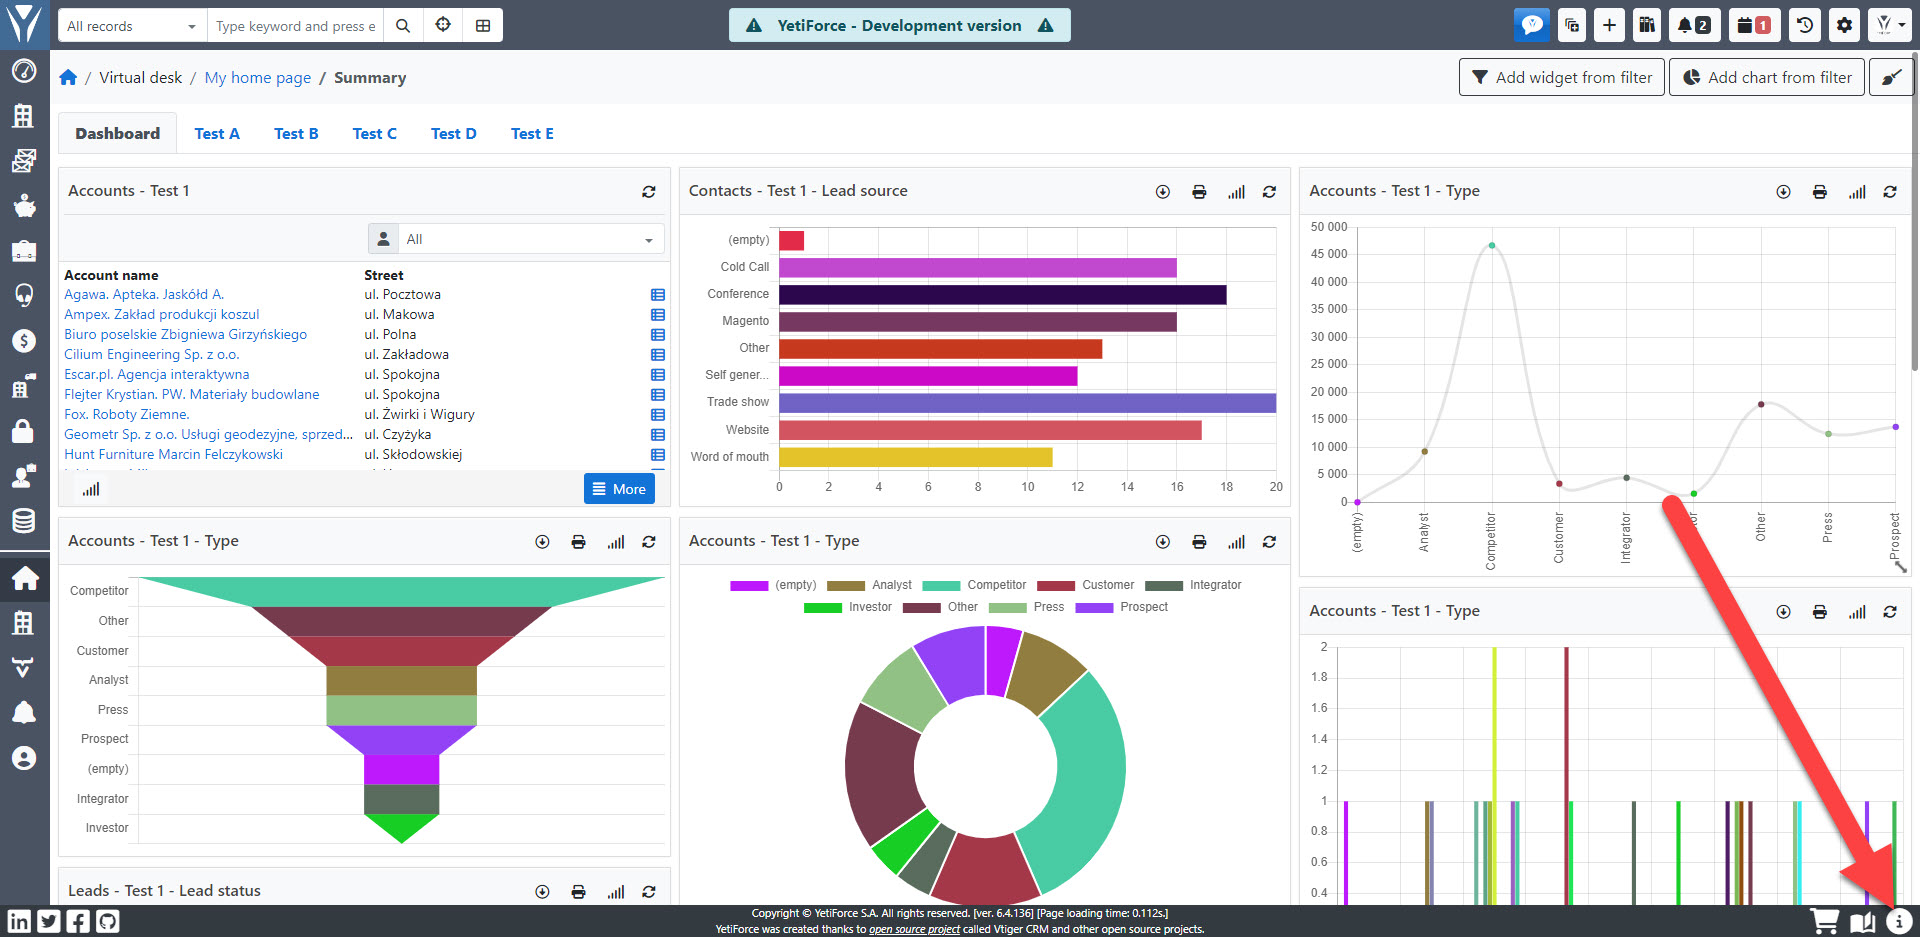 All records
Type keyword and press e
YetiForce - Development version
2
1
/ Virtual desk / My home page / Summary
Add widget from filter
Add chart from filter
Dashboard
Test A
Test B
Test C
Test D
Test E
Accounts - Test 1
All
Account name Street
Agawa. Apteka. Jaskółd A. ul. Pocztowa
Ampex. Zakład produkcji koszul ul. Makowa
Biuro poselskie Zbigniewa Girzyńskiego ul. Polna
Cilium Engineering Sp. z o.o. ul. Zakładowa
Escar.pl. Agencja interaktywna ul. Spokojna
Flejter Krystian. PW. Materiały budowlane ul. Spokojna
Fox. Roboty Ziemne. ul. Żwirki i Wigury
Geometr Sp. z o.o. Usługi geodezyjne, sprzed... ul. Czyżyka
Hunt Furniture Marcin Felczykowski ul. Skłodowskiej
More
Contacts - Test 1 - Lead source
(empty)
Cold Call
Conference
Magento
Other
Self gener...
Trade show
Website
Word of mouth
0 2 4 6 8 10 12 14 16 18 20
Accounts - Test 1 - Type
50 000
45 000
40 000
35 000
30 000
25 000
20 000
15 000
10 000
5 000
0
(empty)
Analyst
Competitor
Customer
Integrator
Other
Press
Prospect
Accounts - Test 1 - Type
Competitor
Other
Customer
Analyst
Press
Prospect
(empty)
Integrator
Investor
Accounts - Test 1 - Type
(empty) Analyst Competitor Customer Integrator
Investor Other Press Prospect
Accounts - Test 1 - Type
2
1.8
1.6
1.4
1.2
1
0.8
0.6
0.4
Leads - Test 1 - Lead status
Copyright © YetiForce S.A. All rights reserved. [ver. 6.4.136] [Page loading time: 0.112s.]
YetiForce was created thanks to open source project called Vtiger CRM and other open source projects.